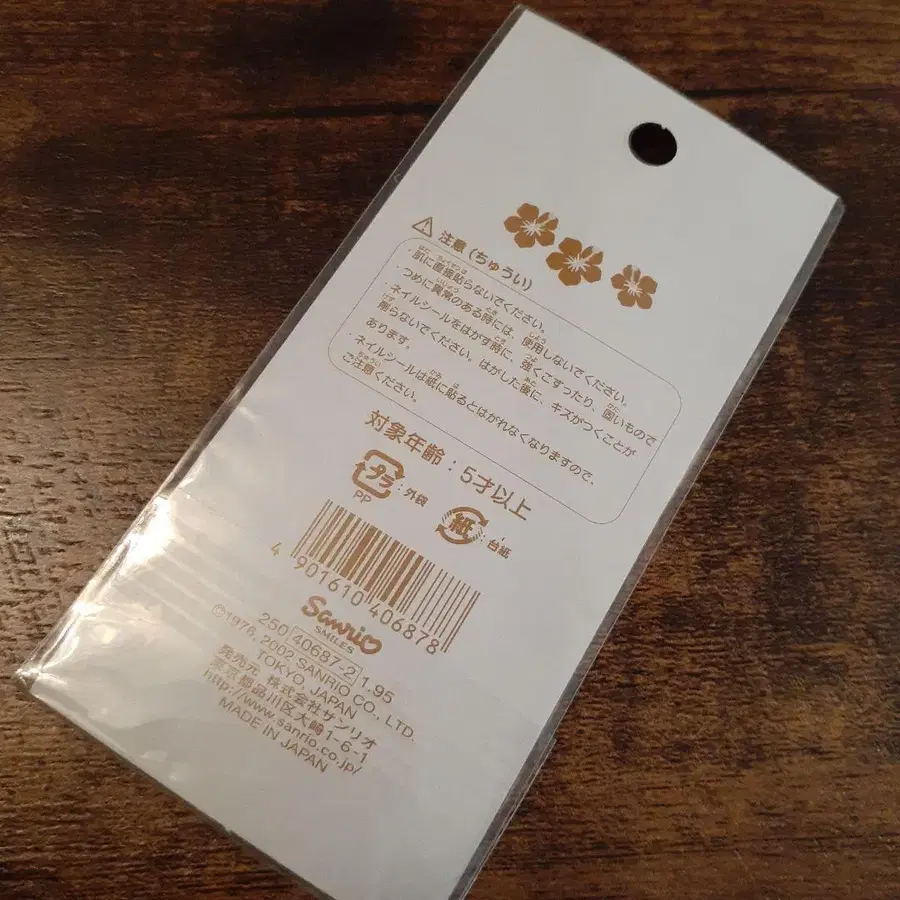 ⚠ 注意(ちゅうい)
・肌に直接貼らないでください。
つめに異常のある時には、使用しないでください。
ネイルシールをはがす時に、強くこすったり、固いもので
削らないでください。はがした後に、キズがつくことが
あります。
・ネイルシールは紙に貼るとはがれなくなりますので、
ご注意ください。
対象年齢:5才以上
プラ:外袋
PP
紙:台紙
4 901610 406878
Sanrio
SMILES
250 40687-2 1.95
©1976, 2002 SANRIO CO., LTD.
TOKYO, JAPAN
発売元 株式会社サンリオ
東京都品川区大崎1-6-1
http://www.sanrio.co.jp/
MADE IN JAPAN